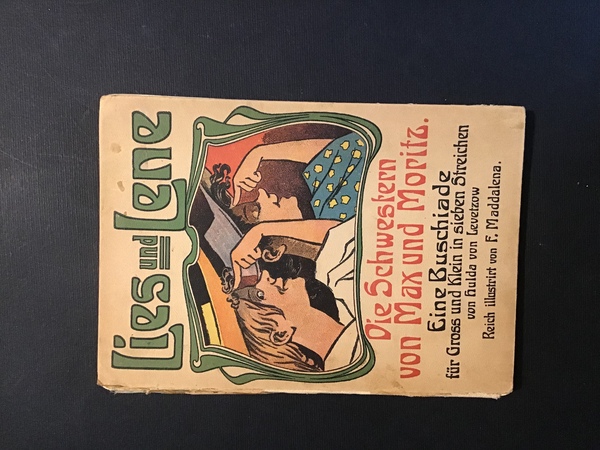 Lies und Lene
Die Schwestern
von Max und Moritz.
Eine Buschiade
für Gross und Klein in sieben Streichen
von Hulda von Levetzow
Reich illustrirt von F. Maddalena.